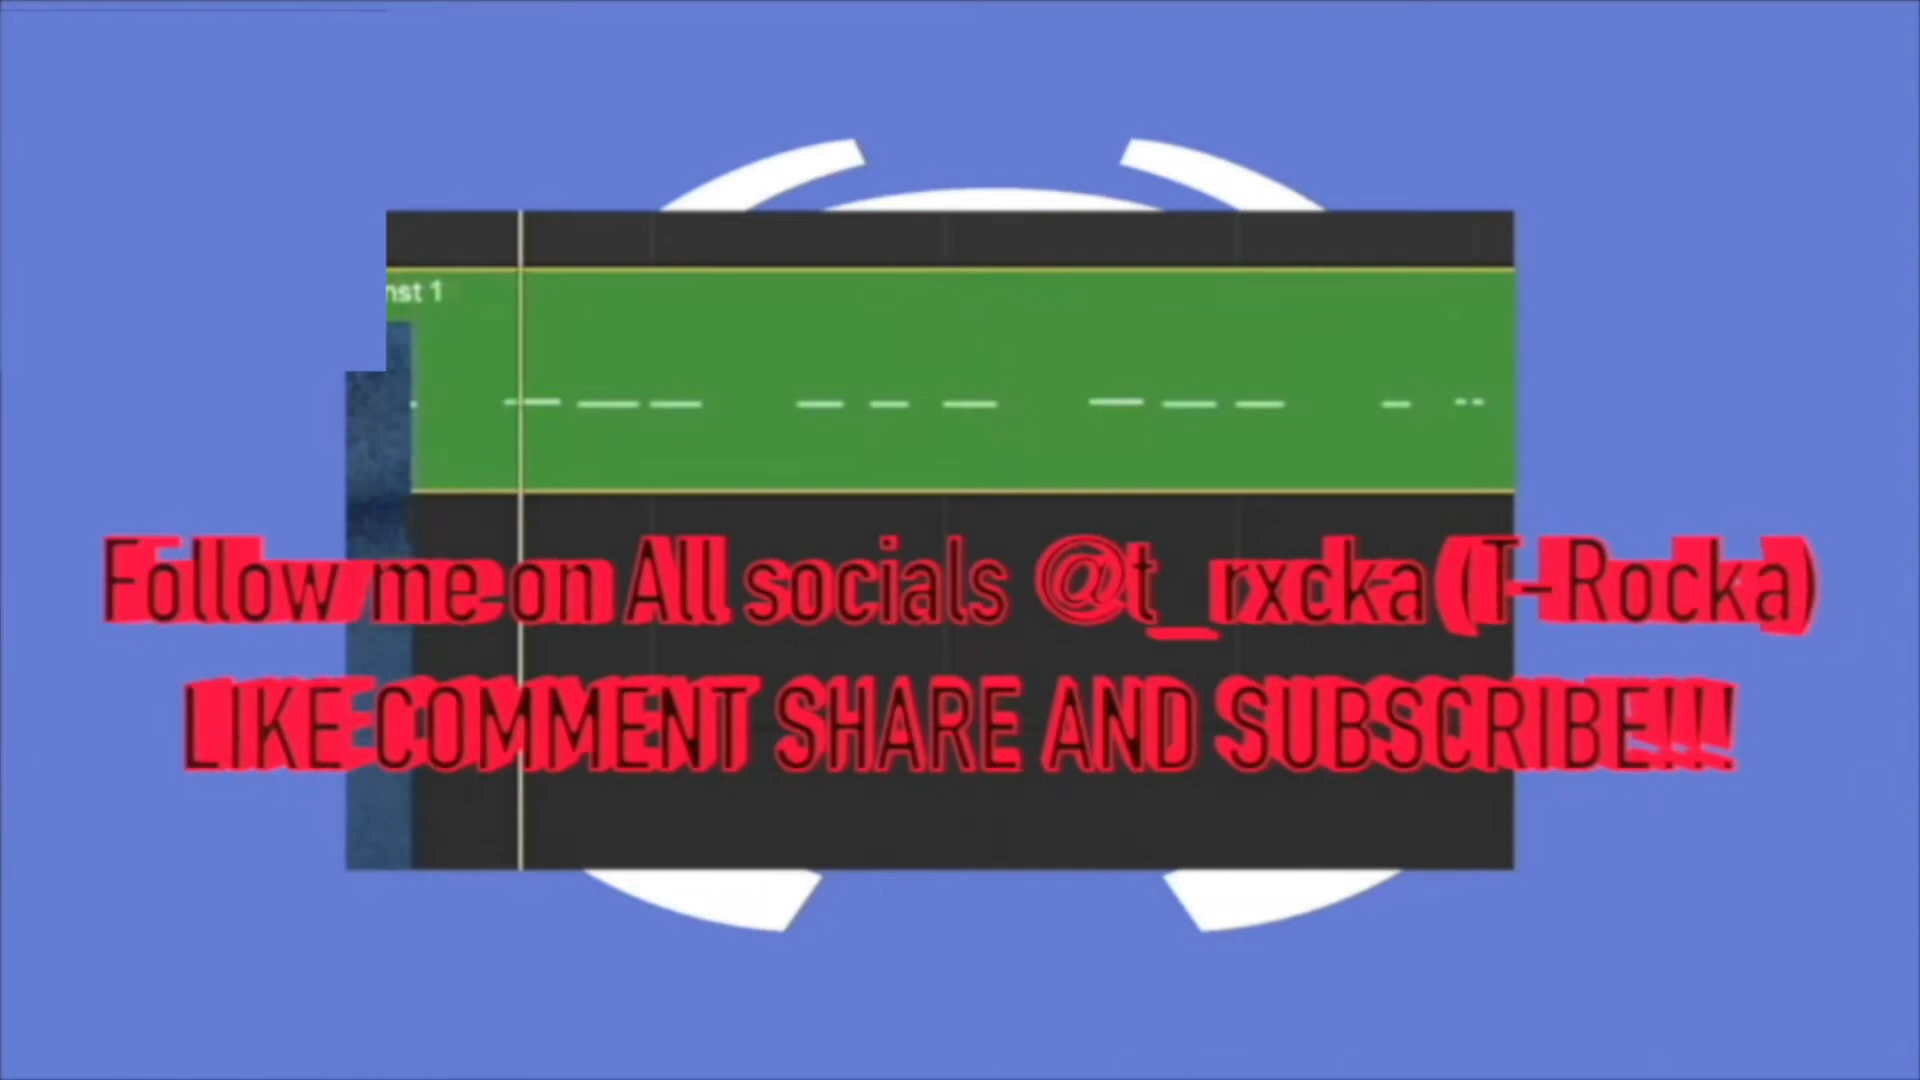 nst 1
Follow me on All socials @t_rxcka (T-Rocka)
LIKE COMMENT SHARE AND SUBSCRIBE!!!